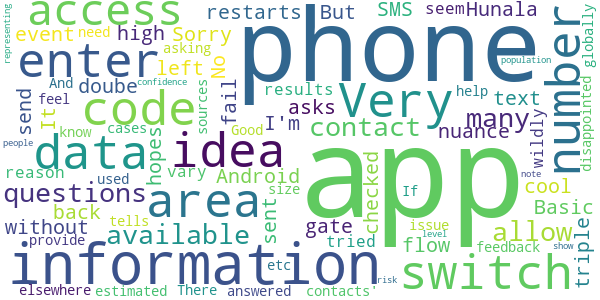 access
restarts
SMS
seem
Hunala
event
need
high
Sorry
But
asking
representing
phone
population
globally
enter
left
No
doube
sources
results
Very
help
And
confidence
send
feel
code
fail
I'm
asks
text
many
wildly
number
disappointed
It
know
hopes
contact
nuance
data
cases
idea
app
Good
reason
used
vary
Android
If
cool
people
questions
area
size
checked
Basic
note
back
tells
sent
gate
allow
triple
without
available
tried
flow
issue
provide
etc
level
feedback
show
information
switch
elsewhere
estimated
There
answered
contacts'
risk